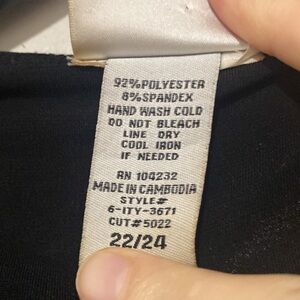 92%POLYESTER
8%SPANDEX
HAND WASH COLD
DO NOT BLEACH
LINE DRY
COOL IRON
IF NEEDED
RN 104232
MADE IN CAMBODIA
STYLE#
6-ITY-3671
CUT#5022
22/24